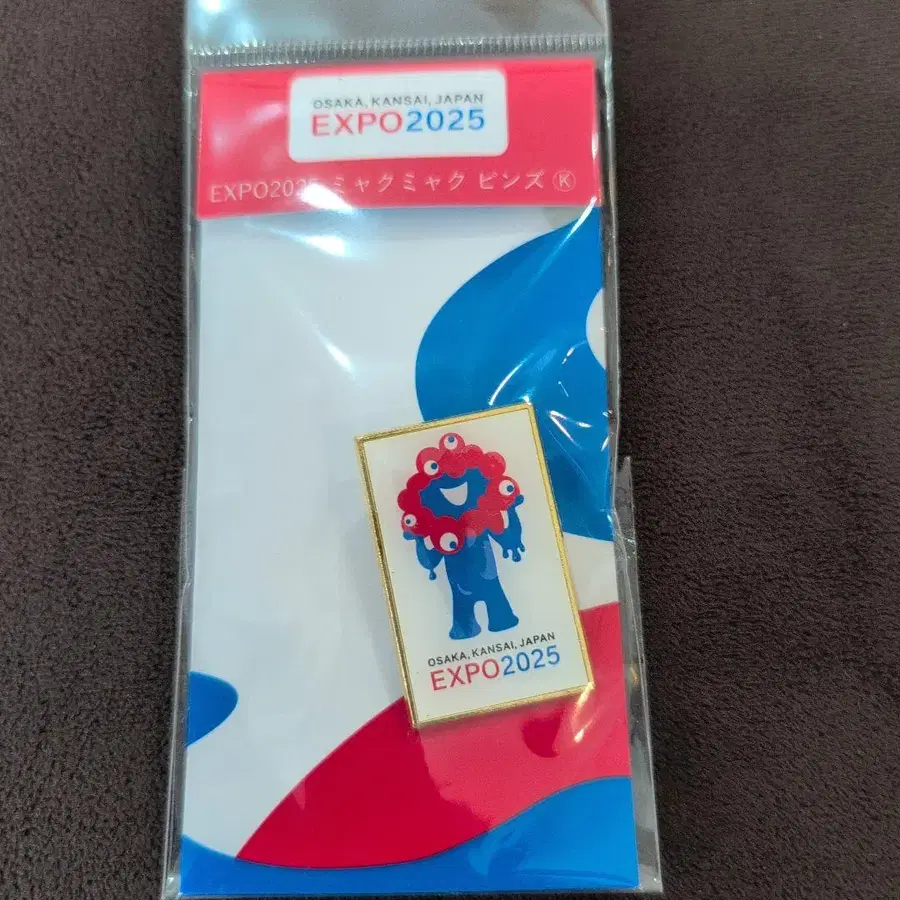 OSAKA, KANSAI, JAPAN
EXPO2025
EXPO2025 ミャクミャク ピンズ Ⓚ
OSAKA, KANSAI, JAPAN
EXPO2025